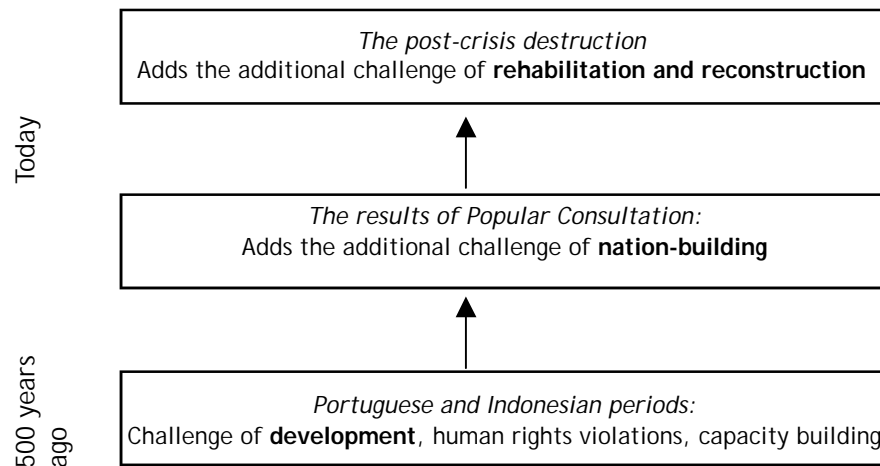 The post-crisis destruction
Adds the additional challenge of rehabilitation and reconstruction
Today
The results of Popular Consultation:
Adds the additional challenge of nation-building
500 years
ago
Portuguese and Indonesian periods:
Challenge of development, human rights violations, capacity building